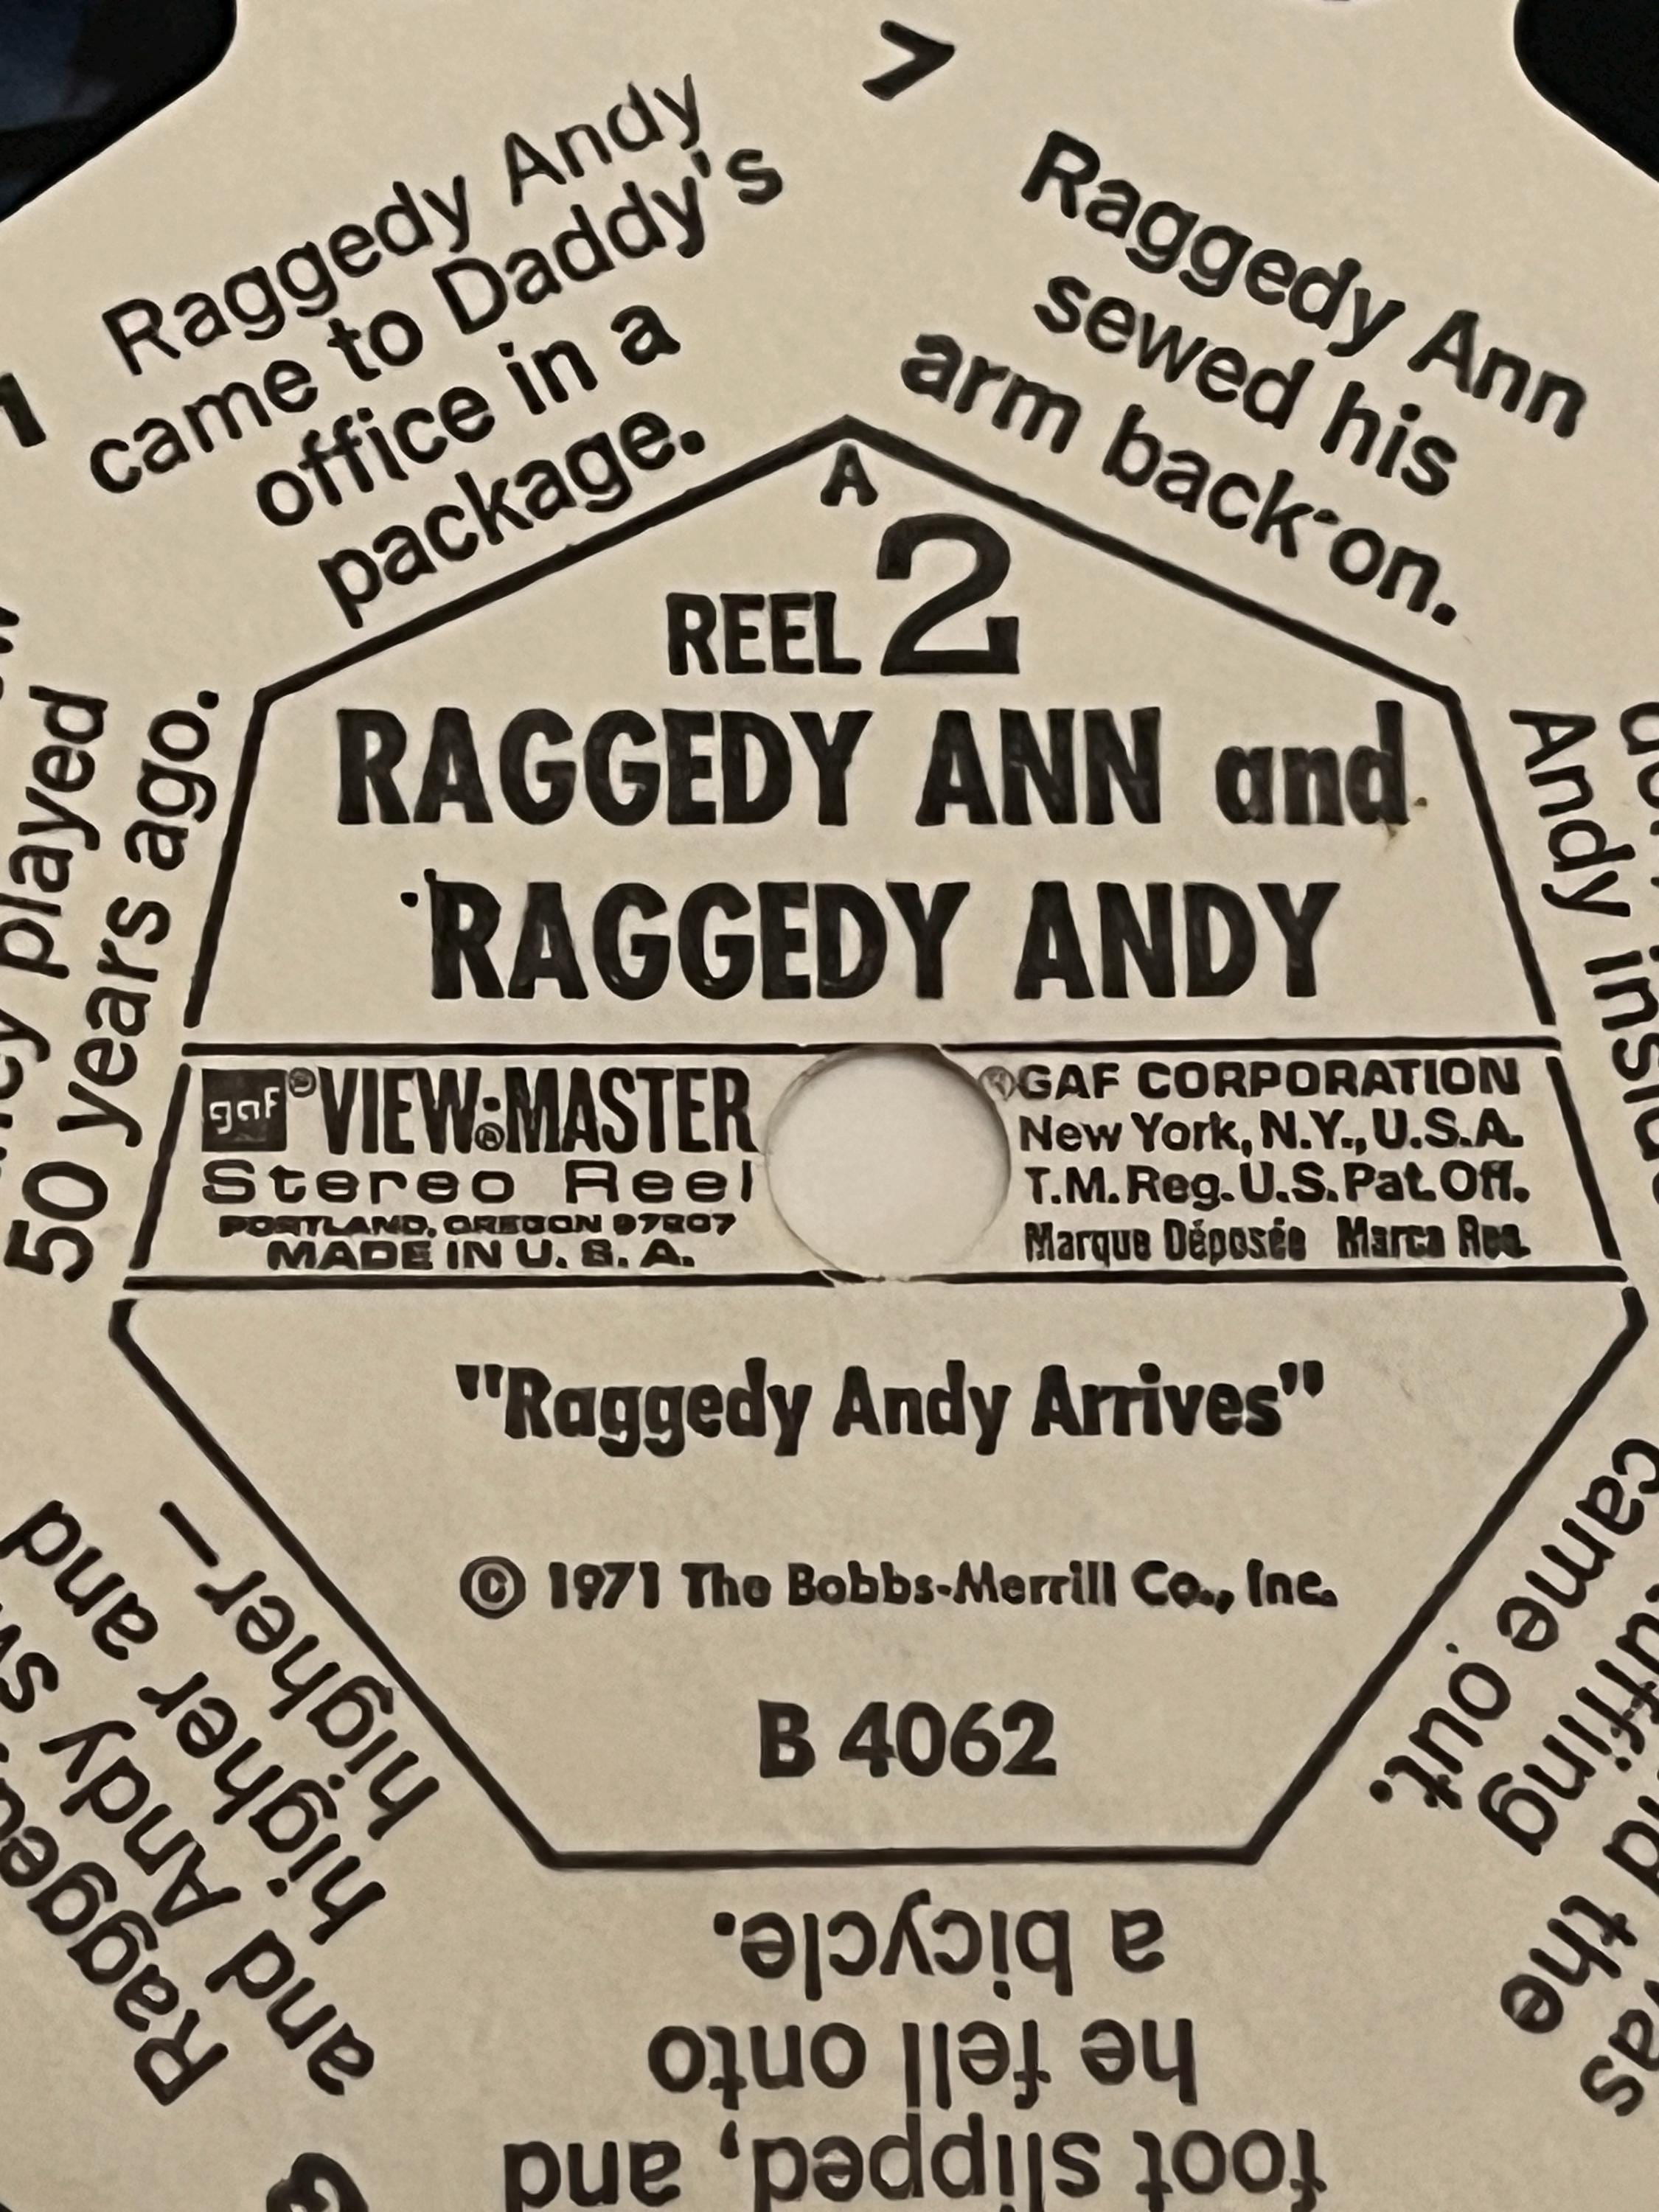 >
Raggedy Andy
came to Daddy's
office in a
package.
Raggedy Ann
sewed his
arm back on.
A
REEL 2
RAGGEDY ANN and
RAGGEDY ANDY
gaf® VIEW-MASTER®
Stereo Reel
PORTLAND, OREGON 97207
MADE IN U.S.A.
®GAF CORPORATION
New York, N.Y., U.S.A.
T.M. Reg. U.S. Pat. Off.
Marque Déposée Marca Reg.
"Raggedy Andy Arrives"
© 1971 The Bobbs-Merrill Co., Inc.
B 4062
Andy
the
came out.
foot slipped, and
he fell onto
a bicycle.
and Andy
higher and
higher—
played
50 years ago.
1